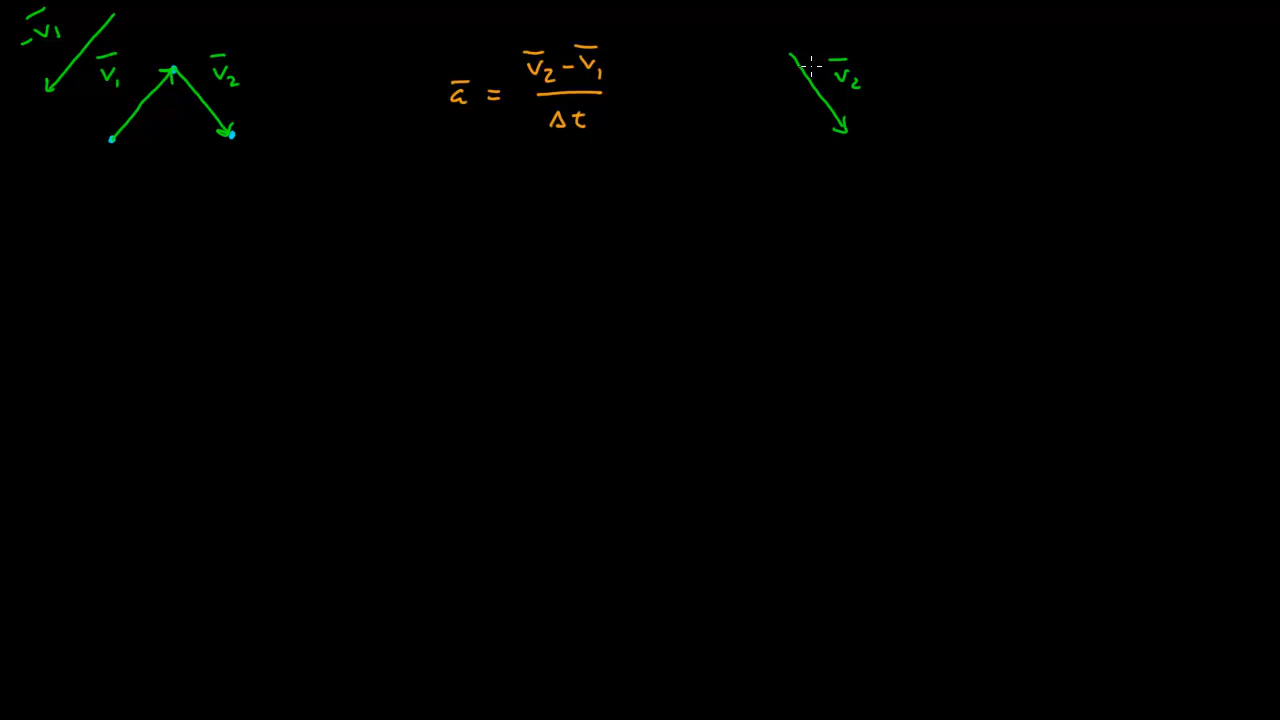 -v̅₁
v̅₁
v̅₂
a̅ = (v̅₂ - v̅₁) / Δt
v̅₂